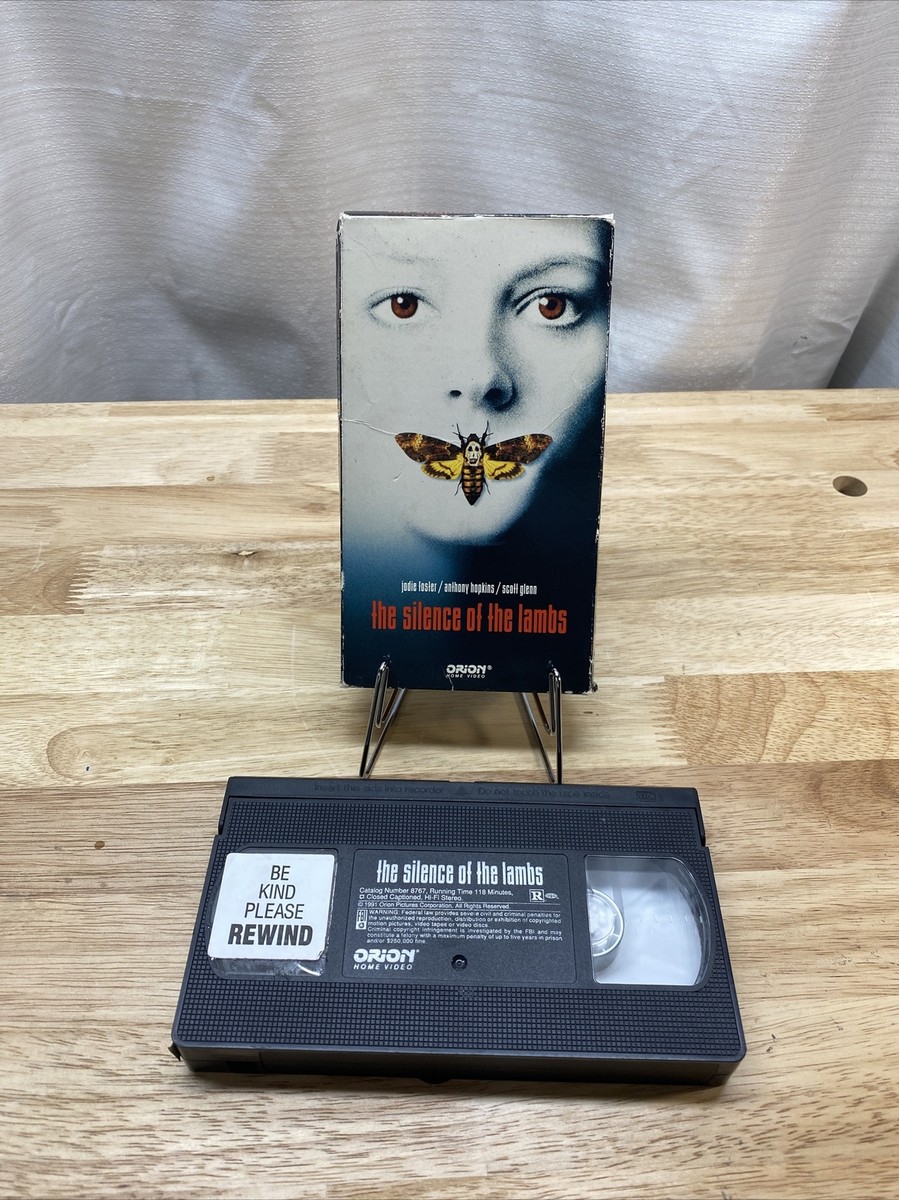 jodie foster / anthony hopkins / scott glenn
the silence of the lambs
ORION®
HOME VIDEO
Insert this side into recorder Do not touch the tape inside VHS
BE
KIND
PLEASE
REWIND
the silence of the lambs
Catalog Number 8767, Running Time 118 Minutes,
Closed Captioned, Hi-Fi Stereo. R
© 1991 Orion Pictures Corporation, All Rights Reserved.
WARNING: Federal law provides severe civil and criminal penalties for
the unauthorized reproduction, distribution or exhibition of copyrighted
motion pictures, video tapes or video discs.
Criminal copyright infringement is investigated by the FBI and may
constitute a felony with a maximum penalty of up to five years in prison
and/or $250,000 fine.
ORION®
HOME VIDEO